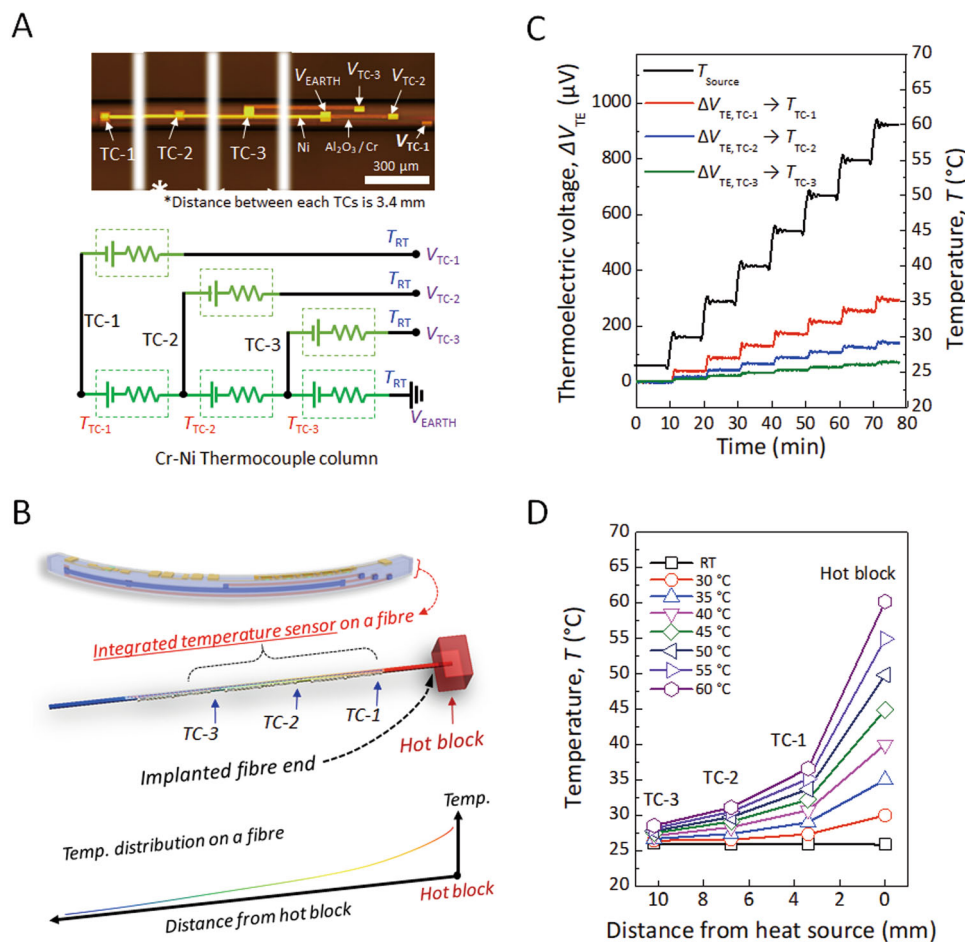 A
V_EARTH
V_TC-3
V_TC-2
TC-1
TC-2
TC-3
Ni
Al₂O₃/Cr
V_TC-1
300 μm
*
*Distance between each TCs is 3.4 mm
T_RT
V_TC-1
T_RT
V_TC-2
TC-1
TC-2
TC-3
T_RT
V_TC-3
T_RT
V_EARTH
T_TC-1
T_TC-2
T_TC-3
Cr-Ni Thermocouple column
B
Integrated temperature sensor on a fibre
TC-3
TC-2
TC-1
Implanted fibre end
Hot block
Temp.
Temp. distribution on a fibre
Distance from hot block
Hot block
C
Thermoelectric voltage, ΔV_TE (μV)
1000
800
600
400
200
0
T_Source
ΔV_TE, TC-1 → T_TC-1
ΔV_TE, TC-2 → T_TC-2
ΔV_TE, TC-3 → T_TC-3
70
65
60
55
50
45
40
35
30
25
20
Temperature, T (°C)
0 10 20 30 40 50 60 70 80
Time (min)
D
Temperature, T (°C)
70
65
60
55
50
45
40
35
30
25
20
RT
30 °C
35 °C
40 °C
45 °C
50 °C
55 °C
60 °C
Hot block
TC-1
TC-2
TC-3
10 8 6 4 2 0
Distance from heat source (mm)